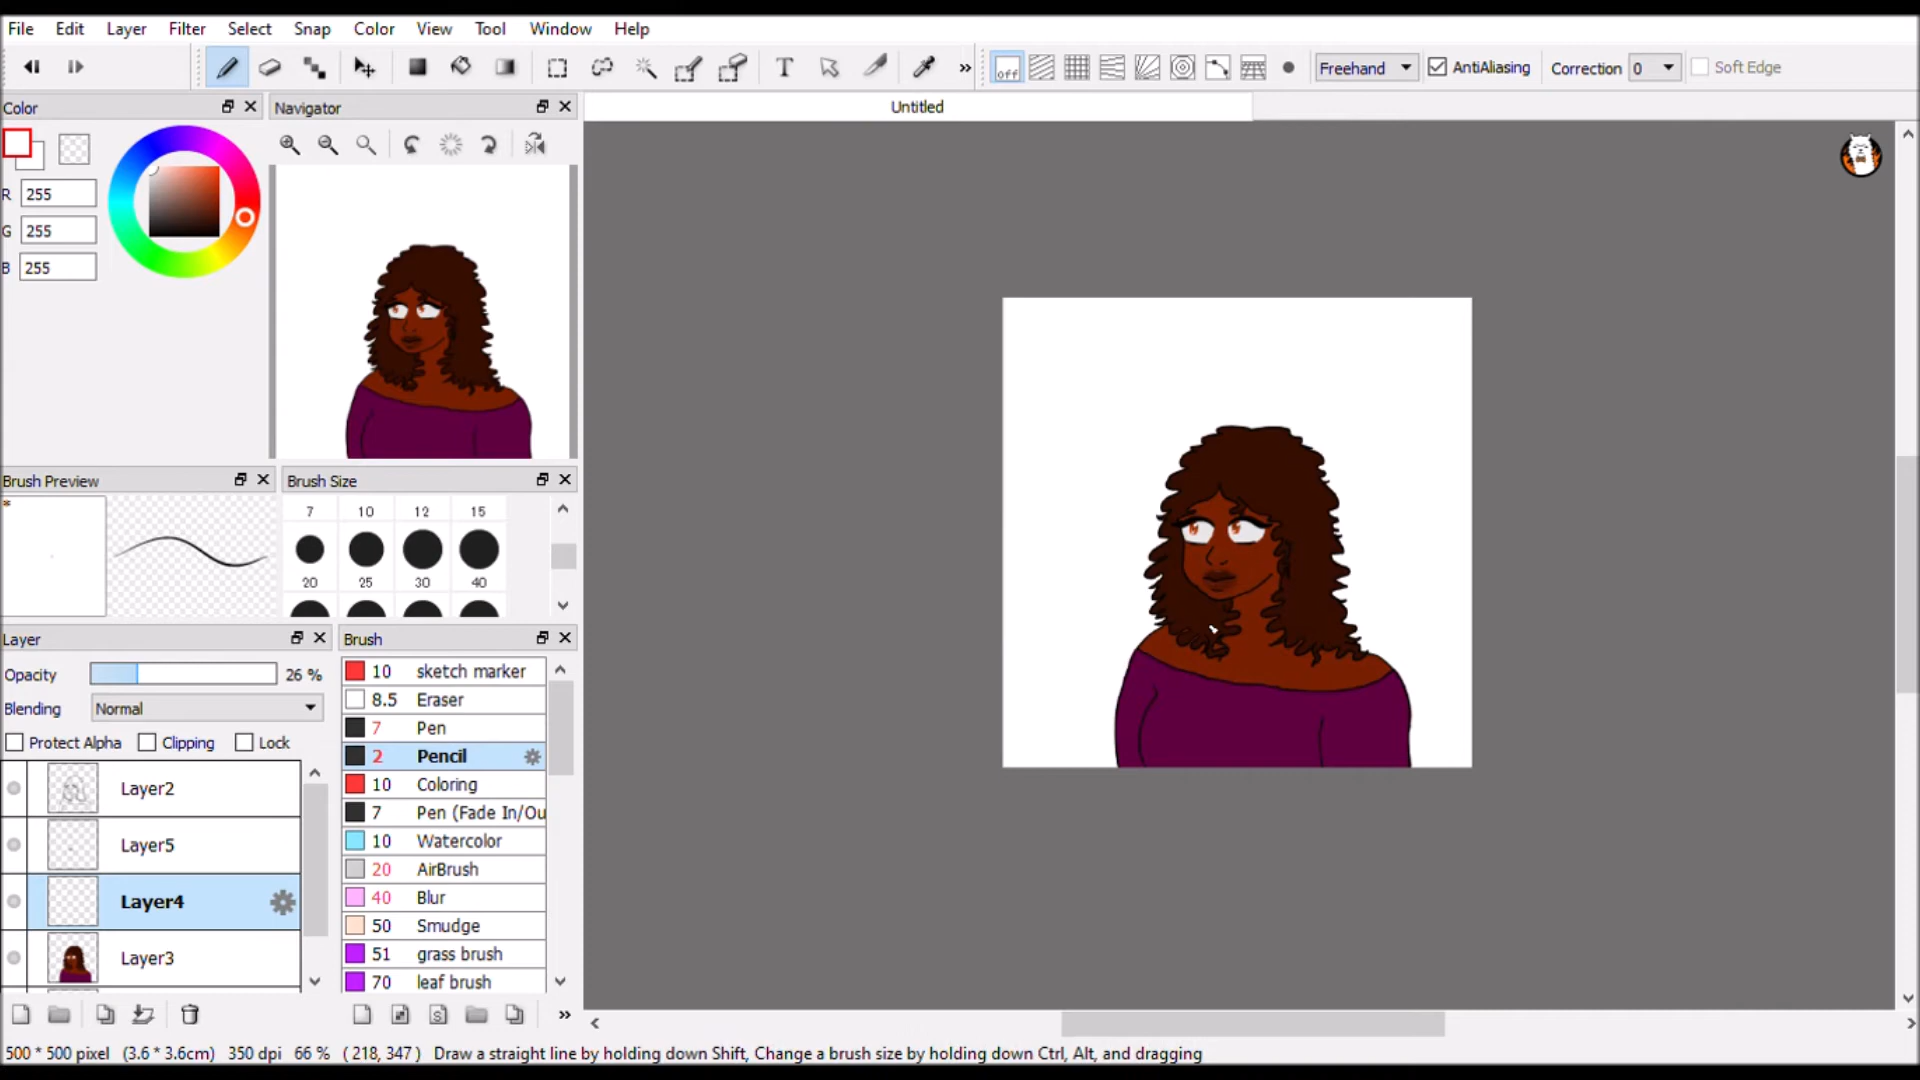 File Edit Layer Filter Select Snap Color View Tool Window Help
off Freehand AntiAliasing Correction 0 Soft Edge
Color Navigator Untitled
R 255
G 255
B 255
Brush Preview Brush Size
7 10 12 15
20 25 30 40
Layer Brush
Opacity 26 %
Blending Normal
Protect Alpha Clipping Lock
Layer2
Layer5
Layer4
Layer3
10 sketch marker
8.5 Eraser
7 Pen
2 Pencil
10 Coloring
7 Pen (Fade In/Ou
10 Watercolor
20 AirBrush
40 Blur
50 Smudge
51 grass brush
70 leaf brush
500 * 500 pixel (3.6 * 3.6cm) 350 dpi 66 % ( 218, 347 ) Draw a straight line by holding down Shift, Change a brush size by holding down Ctrl, Alt, and dragging